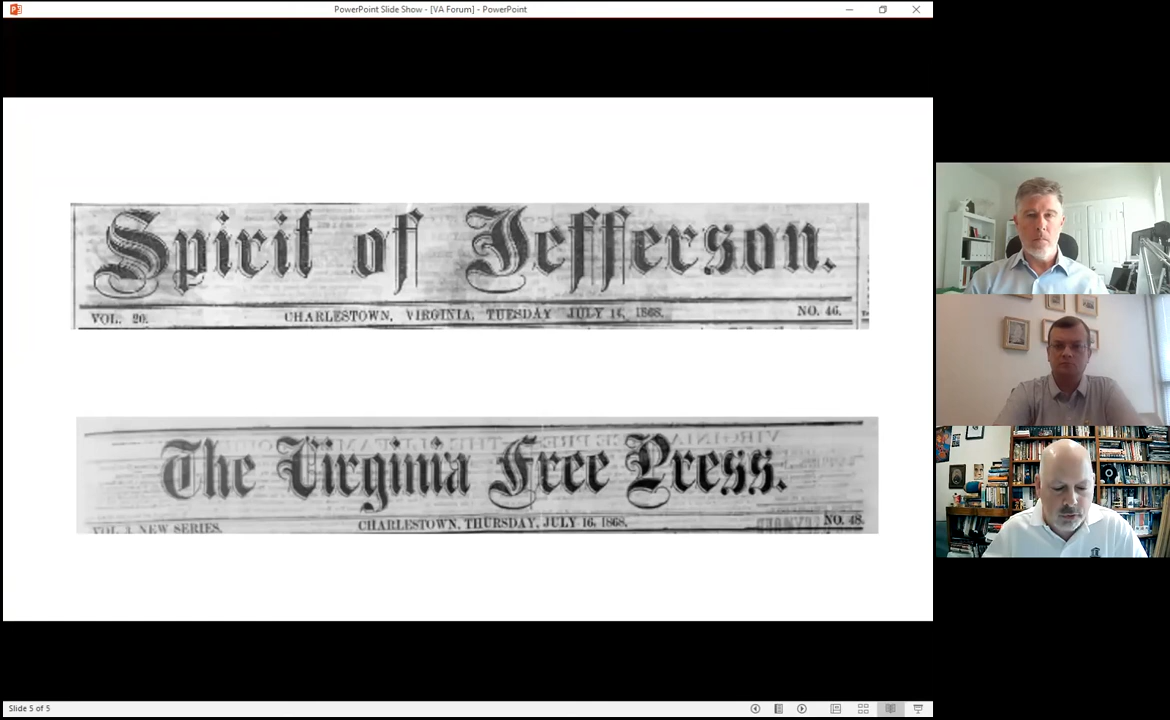 PowerPoint Slide Show - [VA Forum] - PowerPoint
Spirit of Jefferson.
VOL. 20. CHARLESTOWN, VIRGINIA, TUESDAY JULY 14, 1868. NO. 46.
The Virginia Free Press.
VOL. 3. NEW SERIES. CHARLESTOWN, THURSDAY, JULY 16, 1868. NO. 48.
Slide 5 of 5